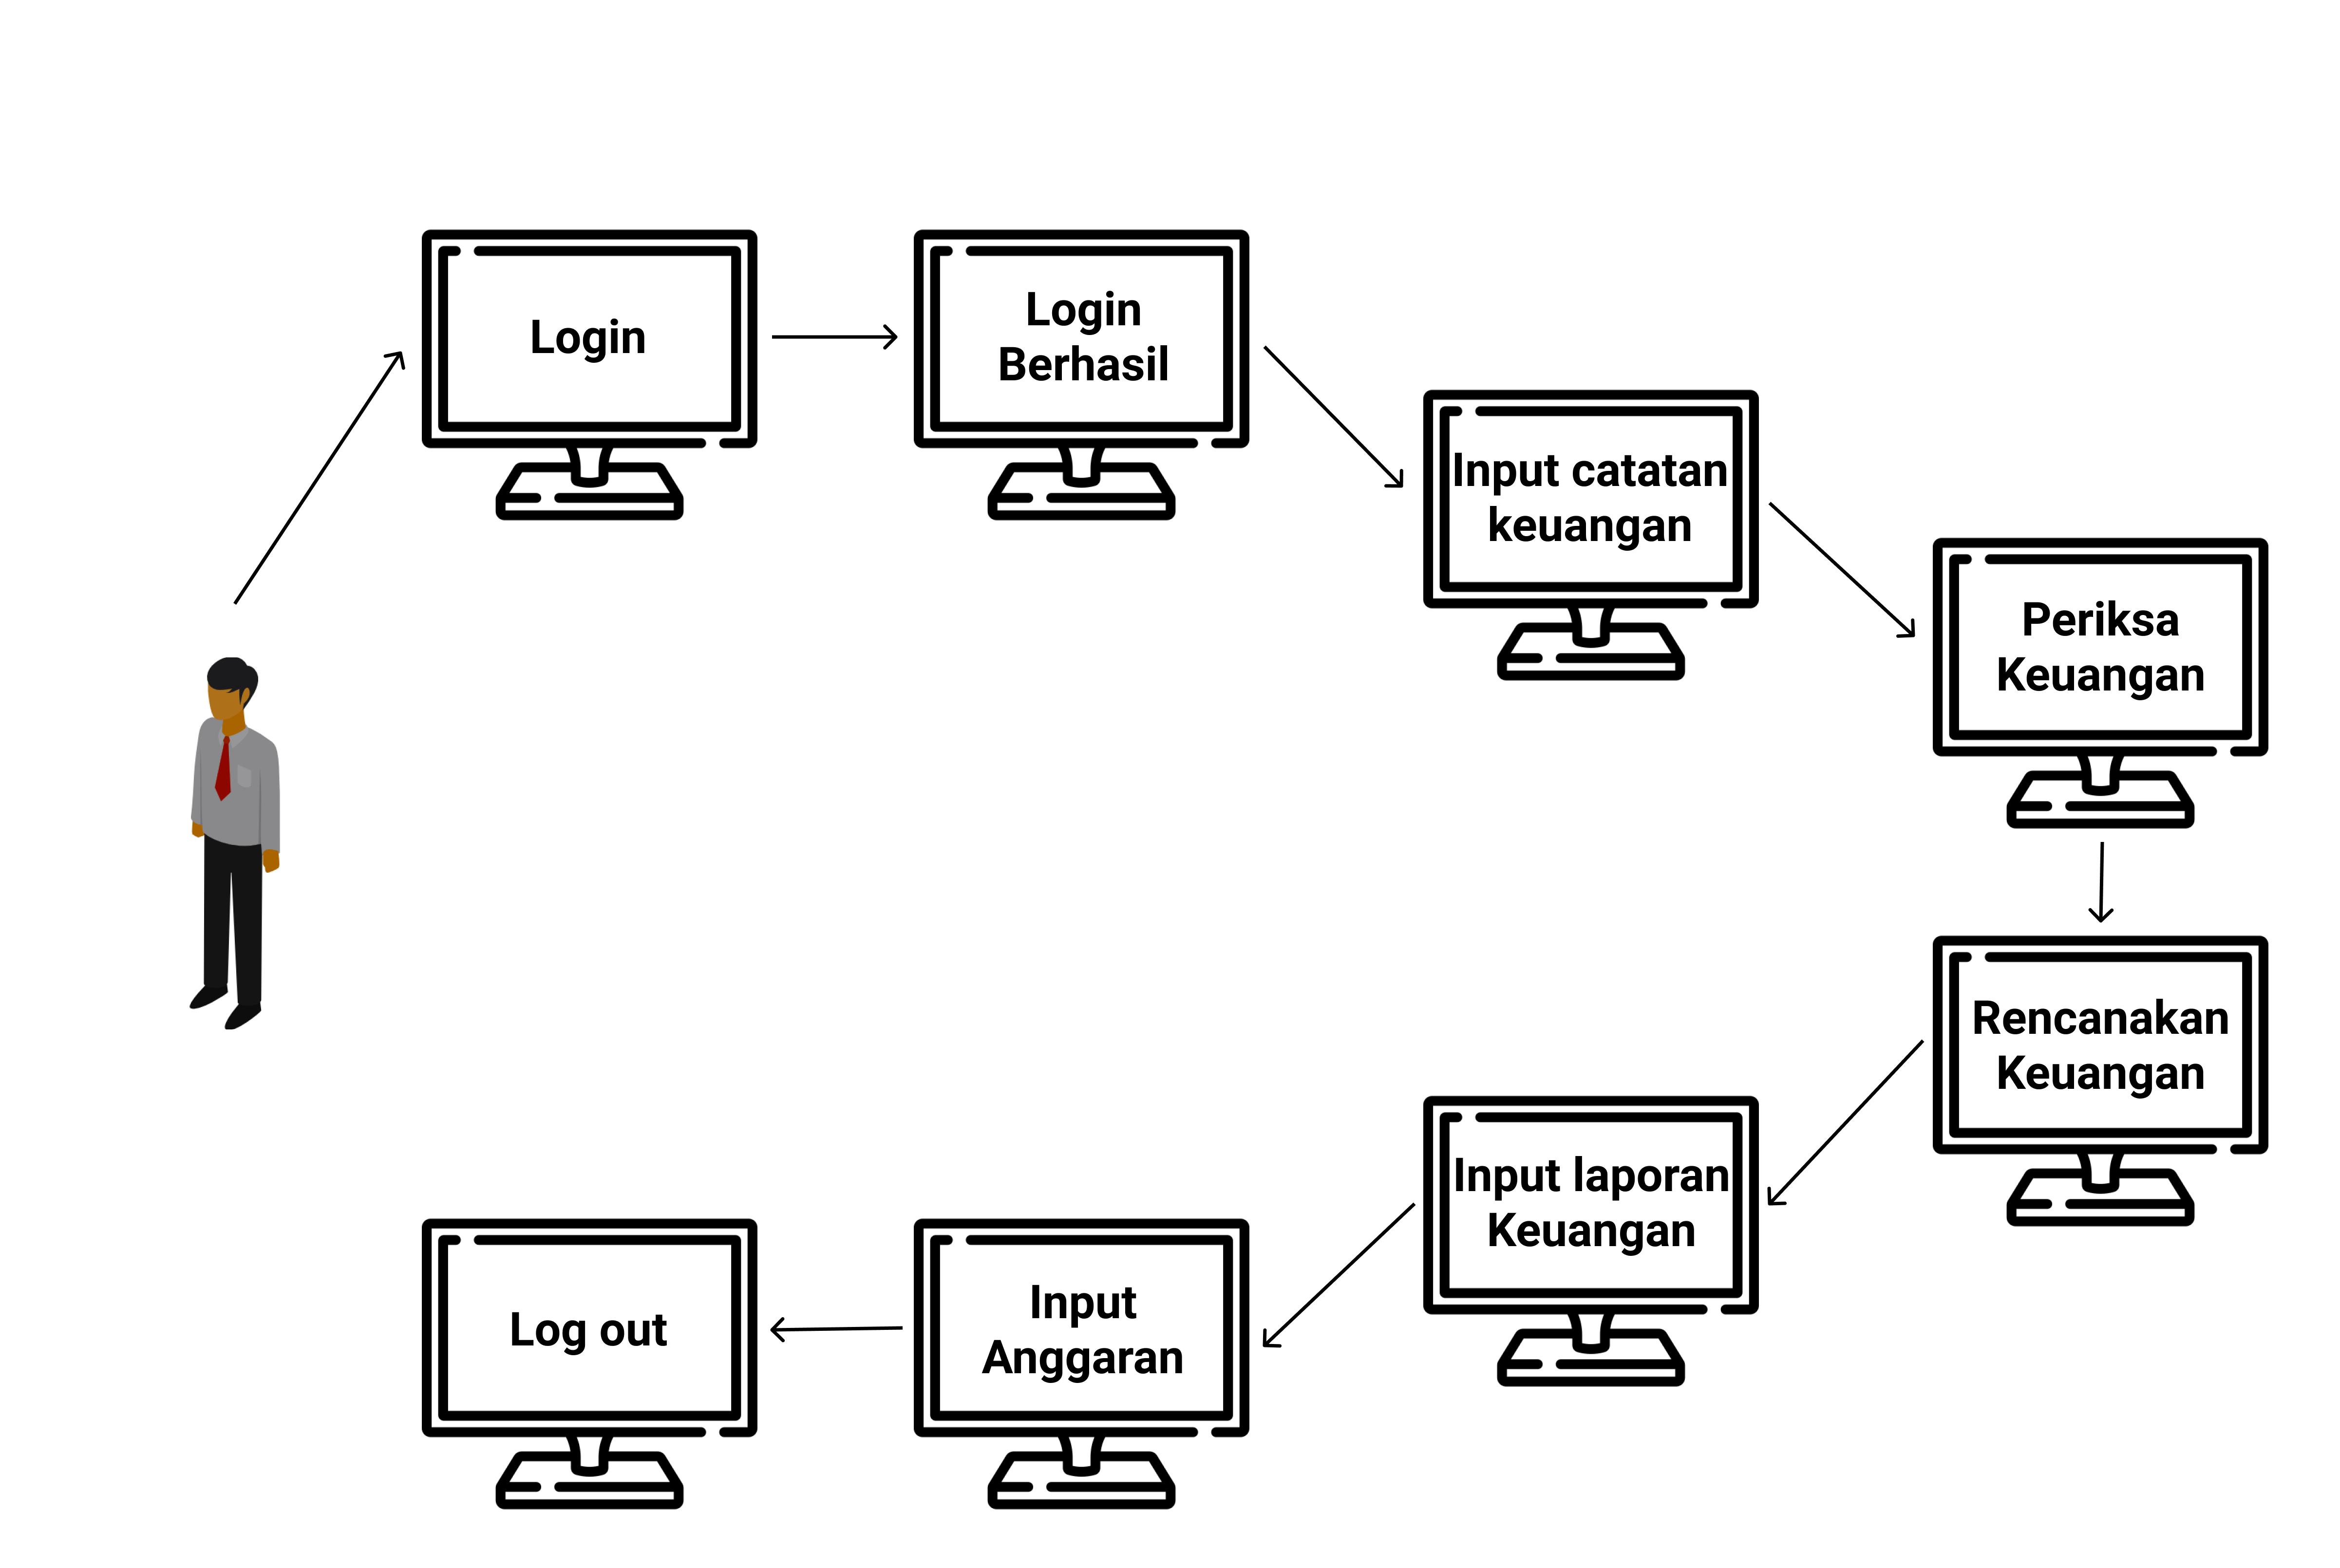 Login
Login
Berhasil
Input catatan
keuangan
Periksa
Keuangan
Rencanakan
Keuangan
Input laporan
Keuangan
Input
Anggaran
Log out